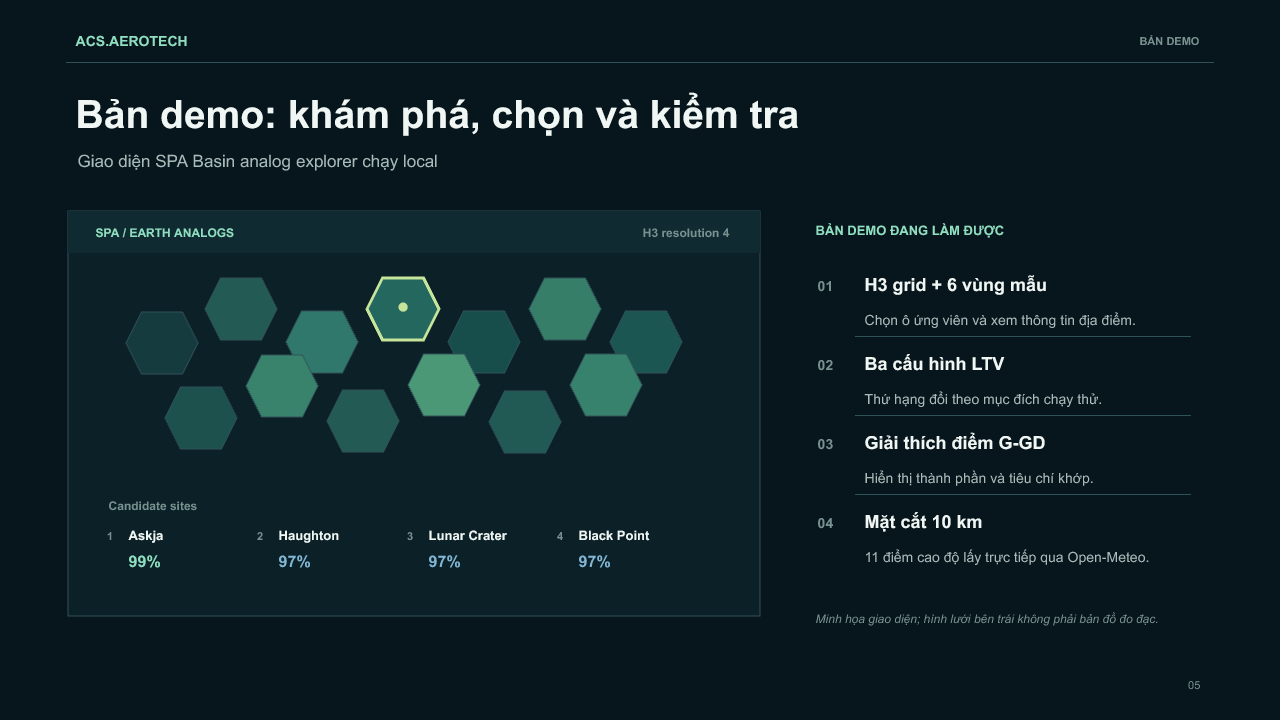 ACS.AEROTECH
BẢN DEMO
Bản demo: khám phá, chọn và kiểm tra
Giao diện SPA Basin analog explorer chạy local
SPA / EARTH ANALOGS
H3 resolution 4
Candidate sites
1 Askja
99%
2 Haughton
97%
3 Lunar Crater
97%
4 Black Point
97%
BẢN DEMO ĐANG LÀM ĐƯỢC
01 H3 grid + 6 vùng mẫu
Chọn ô ứng viên và xem thông tin địa điểm.
02 Ba cấu hình LTV
Thứ hạng đổi theo mục đích chạy thử.
03 Giải thích điểm G-GD
Hiển thị thành phần và tiêu chí khớp.
04 Mặt cắt 10 km
11 điểm cao độ lấy trực tiếp qua Open-Meteo.
Minh họa giao diện; hình lưới bên trái không phải bản đồ đo đạc.
05